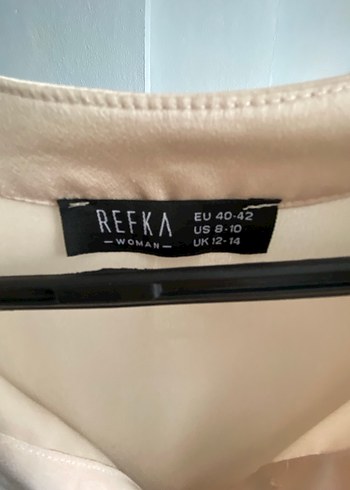 REFKA
— WOMAN —
EU 40-42
US 8-10
UK 12-14